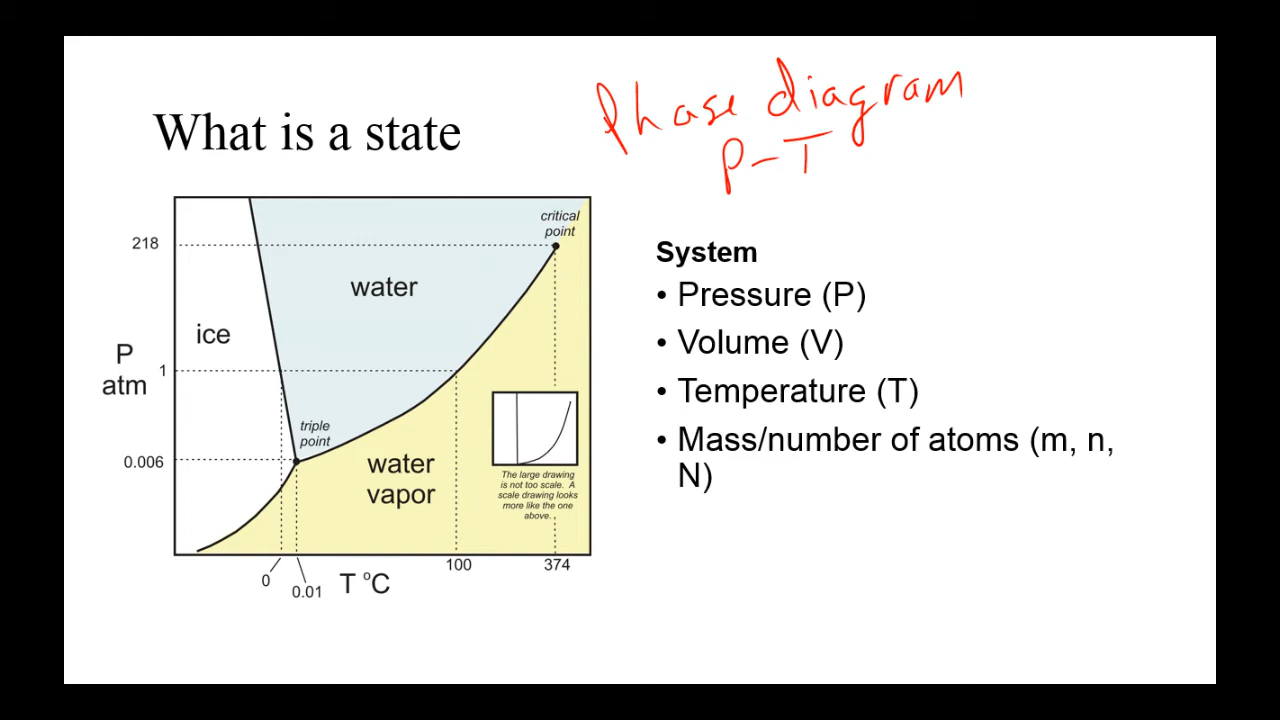 Phase diagram
P-T
What is a state
critical
point
218
water
ice
P
atm
1
triple
point
0.006
water
vapor
The large drawing
is not too scale. A
scale drawing looks
more like the one
above.
0
0.01
T °C
100
374
System
• Pressure (P)
• Volume (V)
• Temperature (T)
• Mass/number of atoms (m, n,
N)